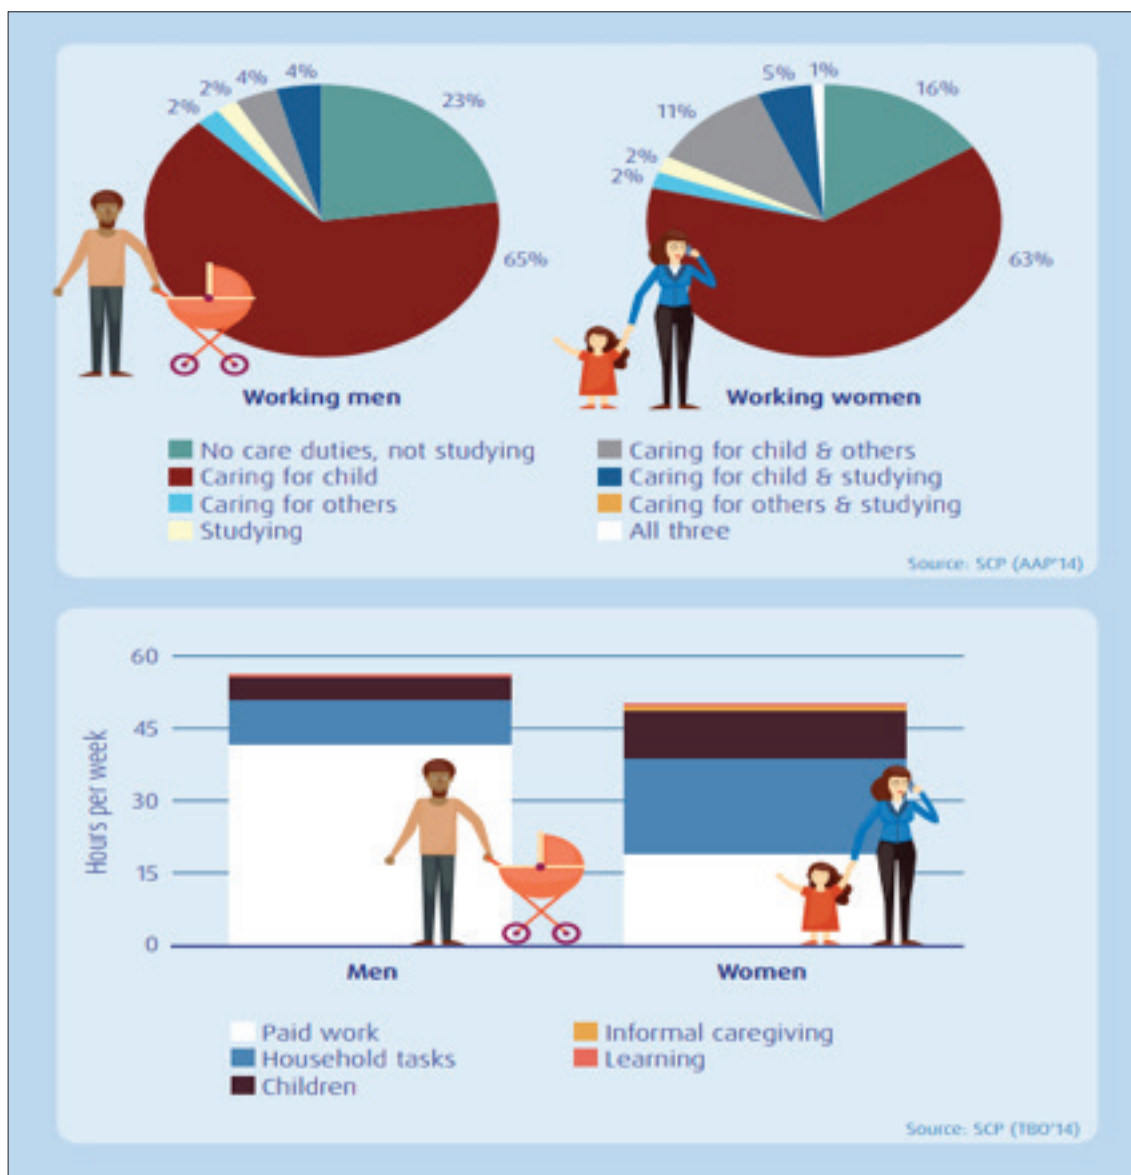 2% 2% 4% 4% 23%
65%
Working men
5% 1% 16%
11%
2%
2%
63%
Working women
No care duties, not studying
Caring for child
Caring for others
Studying
Caring for child & others
Caring for child & studying
Caring for others & studying
All three
Source: SCP (AAP'14)
Hours per week
60
45
30
15
0
Men Women
Paid work
Household tasks
Children
Informal caregiving
Learning
Source: SCP (TBO'14)